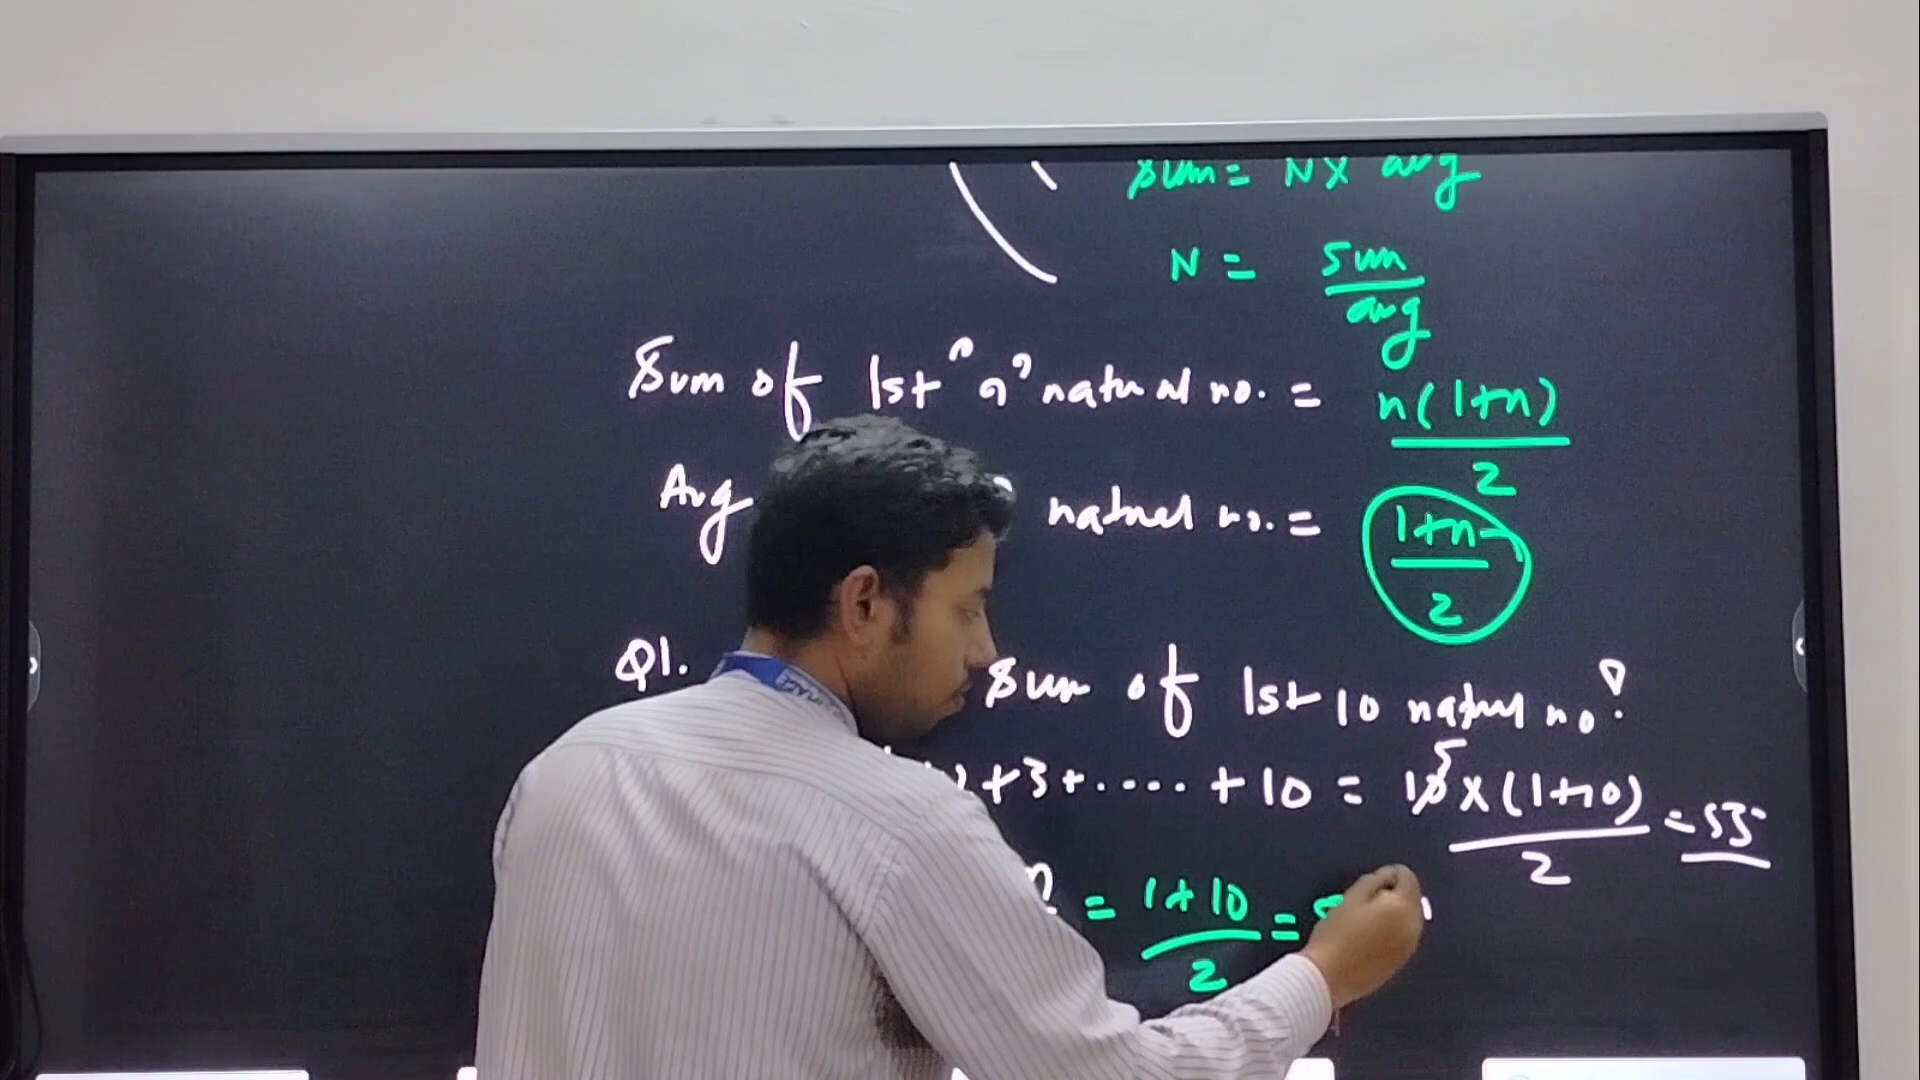 Sum = N x avg
N = sum/avg
Sum of 1st "n" natural no. = n(1+n)/2
Avg natural no. = 1+n/2
Q1. Sum of 1st 10 natural no?
+3+....+10 = 10 5 x (1+10)/2 = 55
= 1+10/2 =